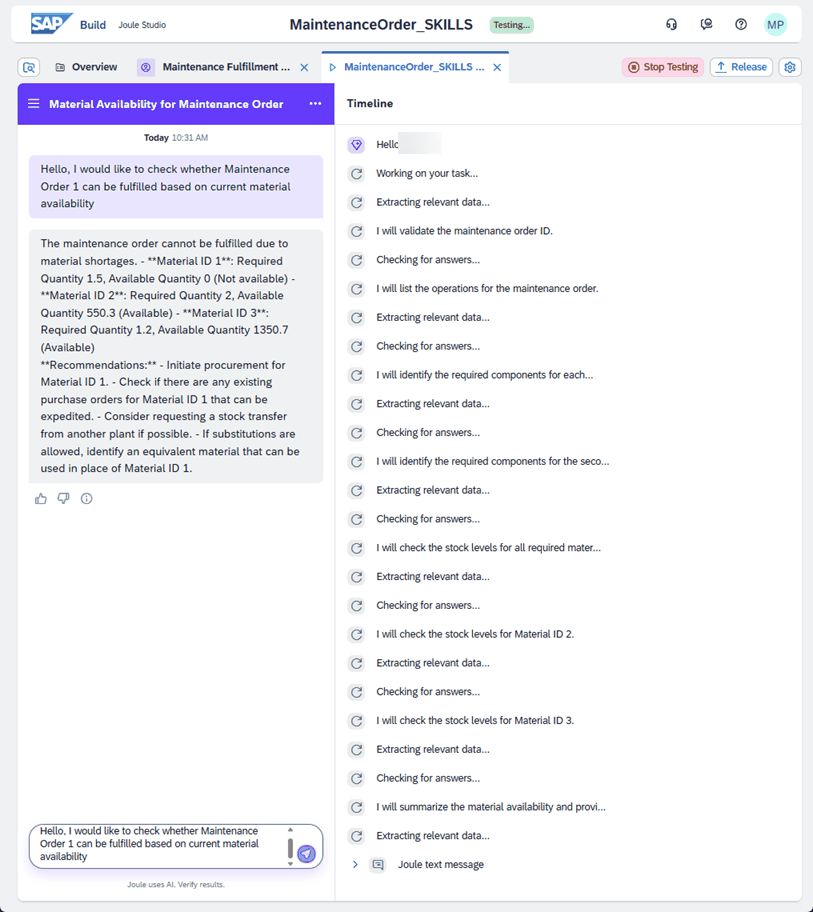 SAP Build Joule Studio MaintenanceOrder_SKILLS Testing... MP
Overview Maintenance Fulfillment ... MaintenanceOrder_SKILLS ... Stop Testing Release
Material Availability for Maintenance Order
Today 10:31 AM
Hello, I would like to check whether Maintenance
Order 1 can be fulfilled based on current material
availability
The maintenance order cannot be fulfilled due to
material shortages. - **Material ID 1**: Required
Quantity 1.5, Available Quantity 0 (Not available) -
**Material ID 2**: Required Quantity 2, Available
Quantity 550.3 (Available) - **Material ID 3**:
Required Quantity 1.2, Available Quantity 1350.7
(Available)
**Recommendations:** - Initiate procurement for
Material ID 1. - Check if there are any existing
purchase orders for Material ID 1 that can be
expedited. - Consider requesting a stock transfer
from another plant if possible. - If substitutions are
allowed, identify an equivalent material that can be
used in place of Material ID 1.
Hello, I would like to check whether Maintenance
Order 1 can be fulfilled based on current material
availability
Joule uses AI. Verify results.
Timeline
Hello
Working on your task...
Extracting relevant data...
I will validate the maintenance order ID.
Checking for answers...
I will list the operations for the maintenance order.
Extracting relevant data...
Checking for answers...
I will identify the required components for each...
Extracting relevant data...
Checking for answers...
I will identify the required components for the seco...
Extracting relevant data...
Checking for answers...
I will check the stock levels for all required mater...
Extracting relevant data...
Checking for answers...
I will check the stock levels for Material ID 2.
Extracting relevant data...
Checking for answers...
I will check the stock levels for Material ID 3.
Extracting relevant data...
Checking for answers...
I will summarize the material availability and provi...
Extracting relevant data...
Joule text message